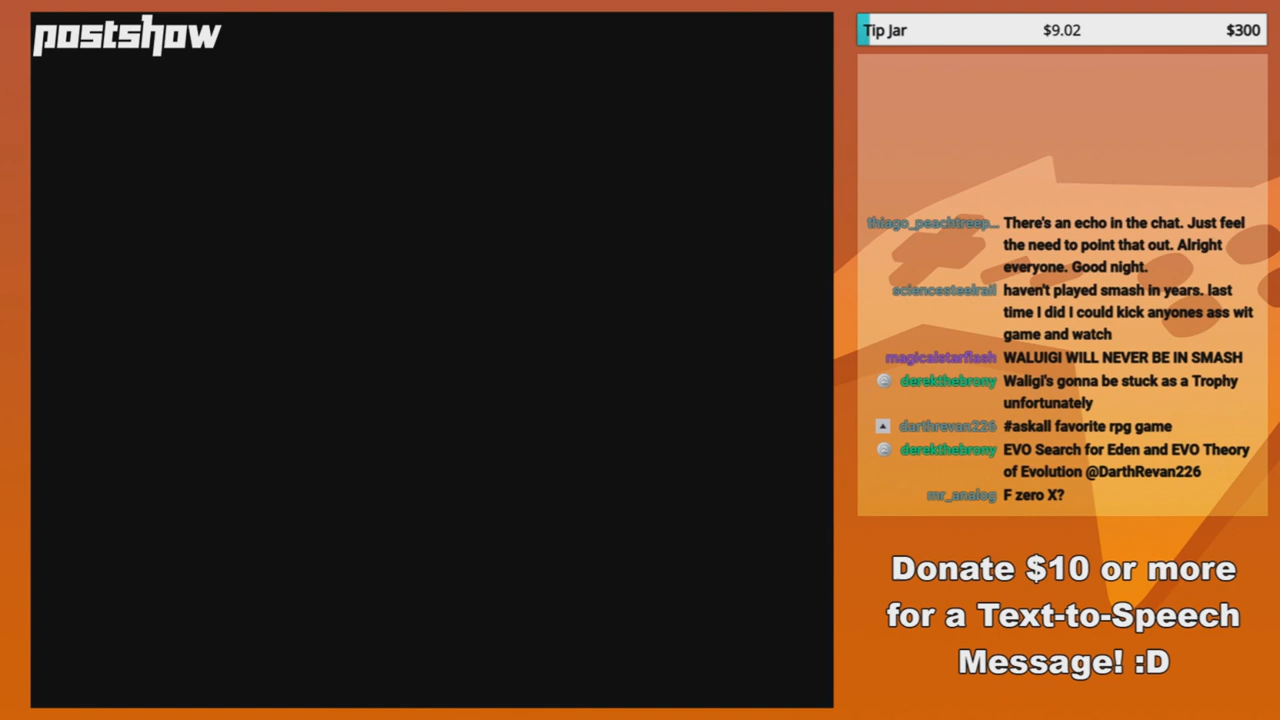 postshow
Tip Jar $9.02 $300
thiago_peachtreep... There's an echo in the chat. Just feel
the need to point that out. Alright
everyone. Good night.
sciencesteelrail haven't played smash in years. last
time I did I could kick anyones ass wit
game and watch
magicalstarflash WALUIGI WILL NEVER BE IN SMASH
derekthebrony Waligi's gonna be stuck as a Trophy
unfortunately
darthrevan226 #askall favorite rpg game
derekthebrony EVO Search for Eden and EVO Theory
of Evolution @DarthRevan226
mr_analog F zero X?
Donate $10 or more
for a Text-to-Speech
Message! :D